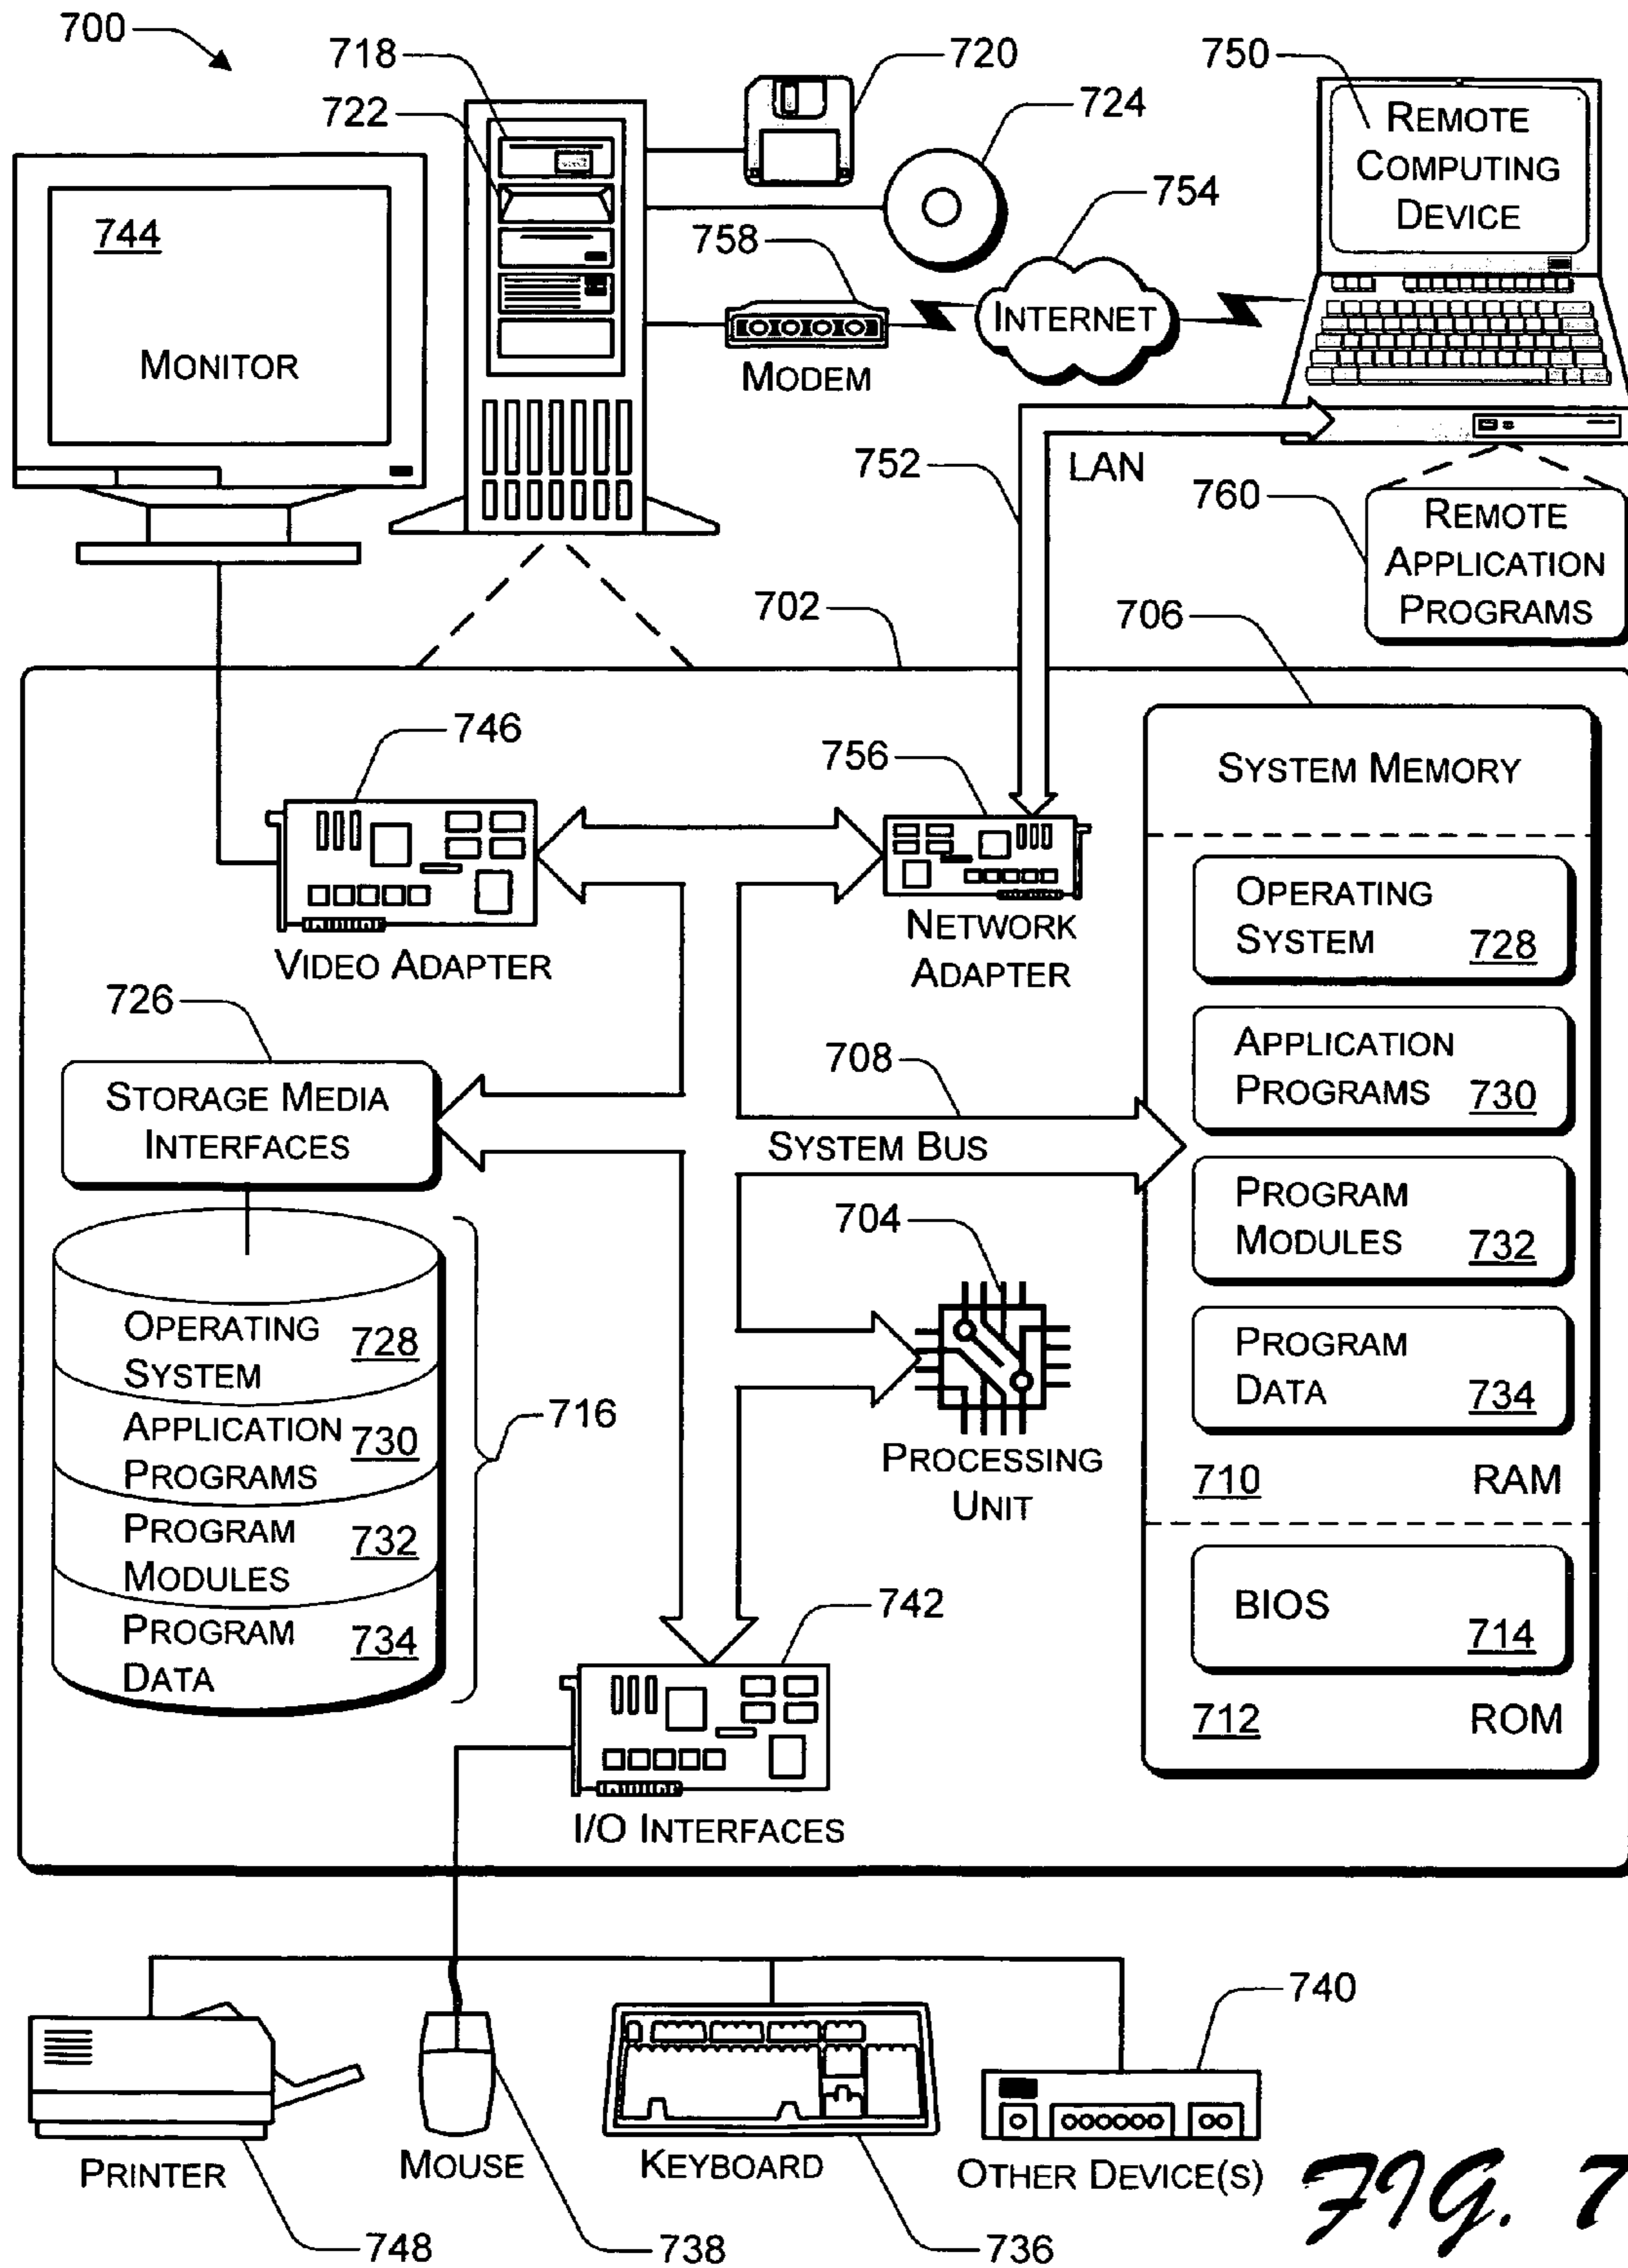 700
718
720
750
722
724
REMOTE
COMPUTING
DEVICE
754
744
758
INTERNET
MONITOR
MODEM
752
LAN
760
REMOTE
APPLICATION
PROGRAMS
702
706
746
756
SYSTEM MEMORY
VIDEO ADAPTER
NETWORK
ADAPTER
OPERATING
SYSTEM 728
726
708
APPLICATION
PROGRAMS 730
STORAGE MEDIA
INTERFACES
SYSTEM BUS
704
PROGRAM
MODULES 732
OPERATING
SYSTEM 728
APPLICATION
PROGRAMS 730
PROGRAM
MODULES 732
PROGRAM
DATA 734
716
PROCESSING
UNIT
PROGRAM
DATA 734
710 RAM
742
BIOS
714
712 ROM
I/O INTERFACES
740
PRINTER
MOUSE
KEYBOARD
OTHER DEVICE(S)
748
738
736
FIG. 7